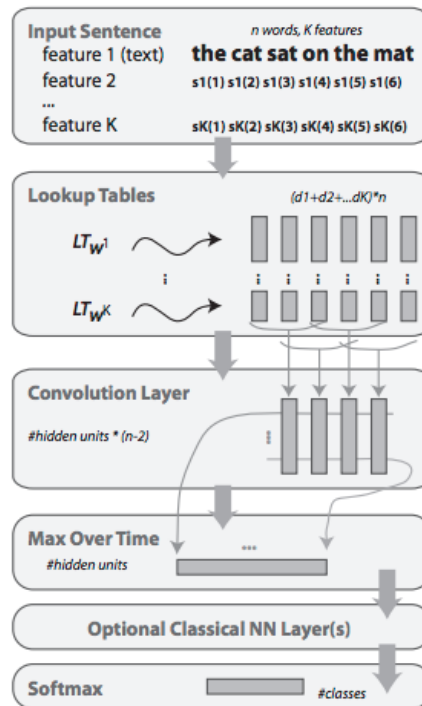 Input Sentence
n words, K features
feature 1 (text) the cat sat on the mat
feature 2 s1(1) s1(2) s1(3) s1(4) s1(5) s1(6)
...
feature K sK(1) sK(2) sK(3) sK(4) sK(5) sK(6)
Lookup Tables
(d1+d2+...dK)*n
LTw1
LTwK
Convolution Layer
#hidden units * (n-2)
Max Over Time
...
#hidden units
Optional Classical NN Layer(s)
Softmax
#classes